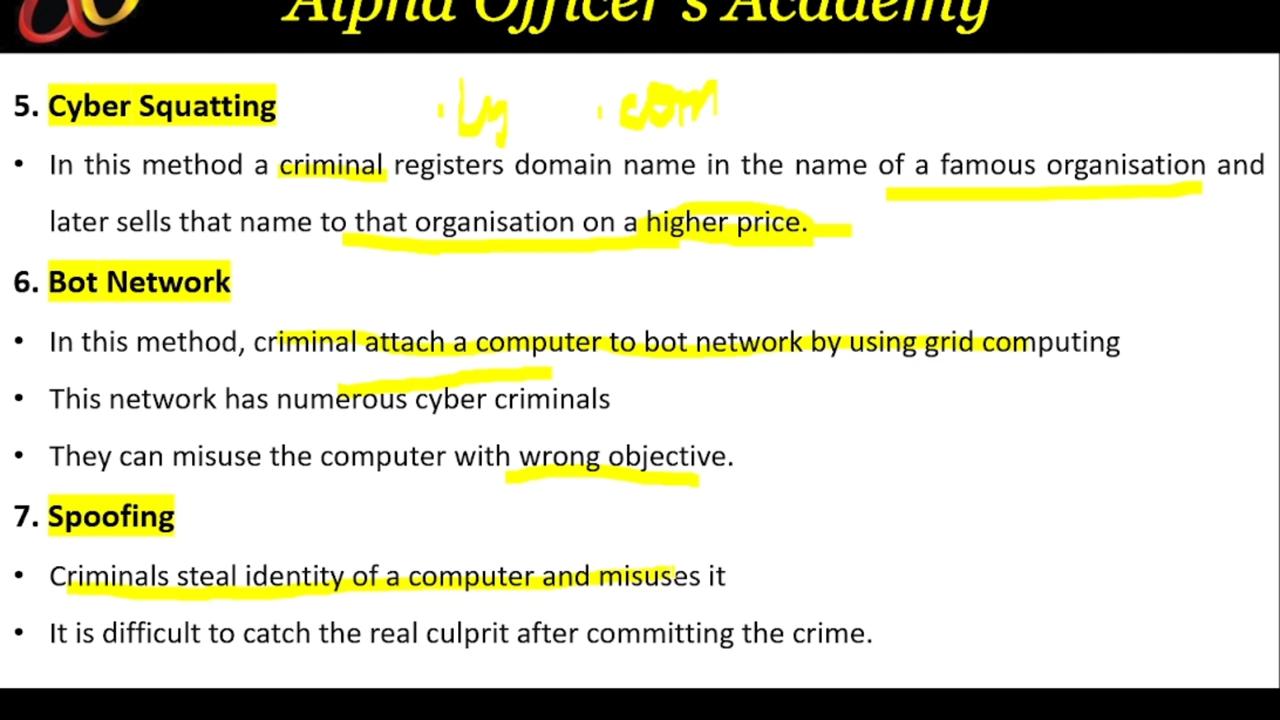 Alpha Officer's Academy
5. Cyber Squatting
.ly .com
• In this method a criminal registers domain name in the name of a famous organisation and
later sells that name to that organisation on a higher price.
6. Bot Network
• In this method, criminal attach a computer to bot network by using grid computing
• This network has numerous cyber criminals
• They can misuse the computer with wrong objective.
7. Spoofing
• Criminals steal identity of a computer and misuses it
• It is difficult to catch the real culprit after committing the crime.